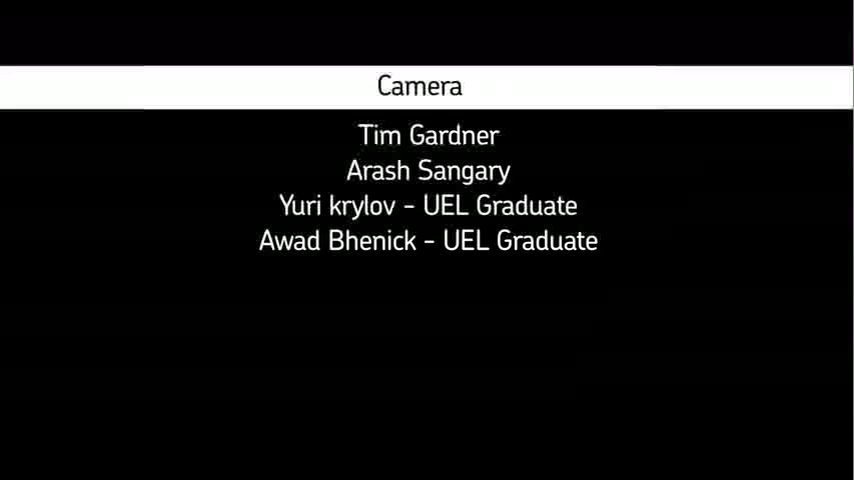 Camera
Tim Gardner
Arash Sangary
Yuri krylov - UEL Graduate
Awad Bhenick - UEL Graduate